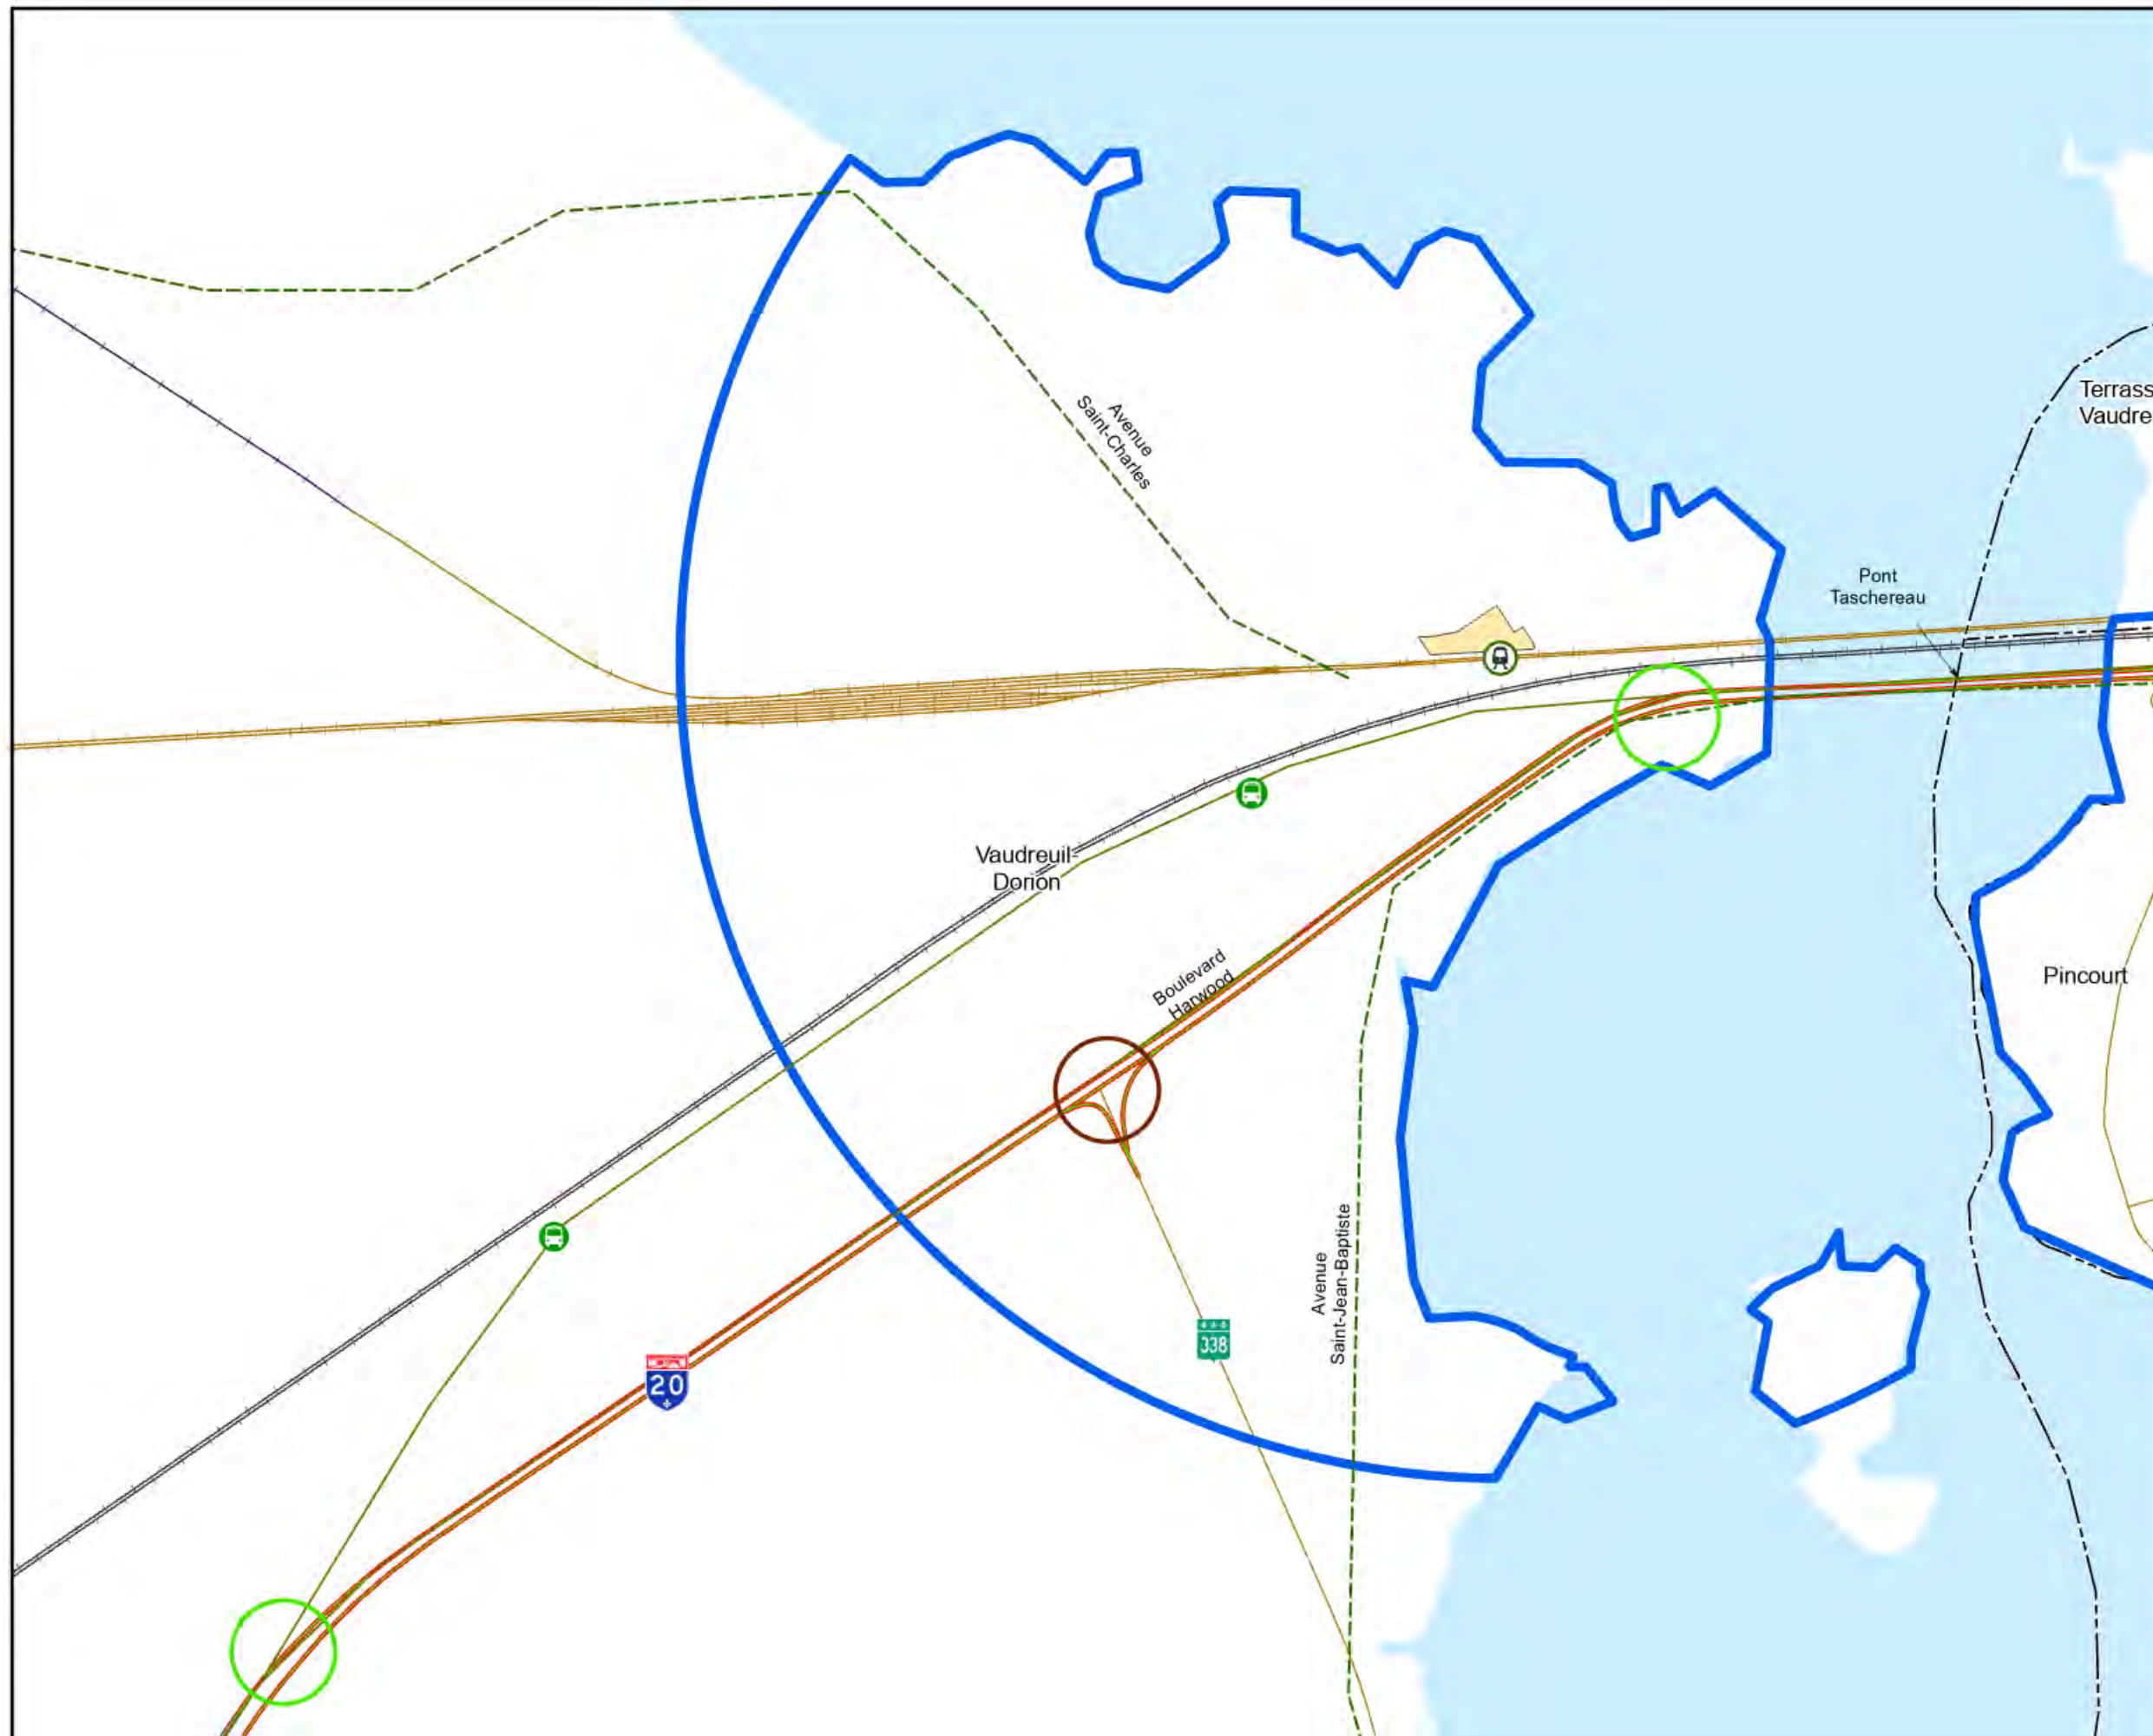 Avenue
Saint-Charles
Terrass
Vaudre
Pont
Taschereau
Vaudreuil-
Dorion
Boulevard
Harwood
Pincourt
Avenue
Saint-Jean-Baptiste
338
20